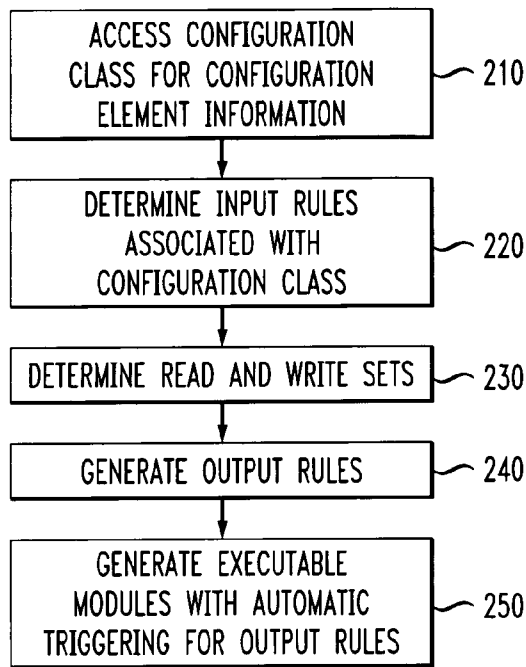 ACCESS CONFIGURATION
CLASS FOR CONFIGURATION
ELEMENT INFORMATION
210
DETERMINE INPUT RULES
ASSOCIATED WITH
CONFIGURATION CLASS
220
DETERMINE READ AND WRITE SETS
230
GENERATE OUTPUT RULES
240
GENERATE EXECUTABLE
MODULES WITH AUTOMATIC
TRIGGERING FOR OUTPUT RULES
250